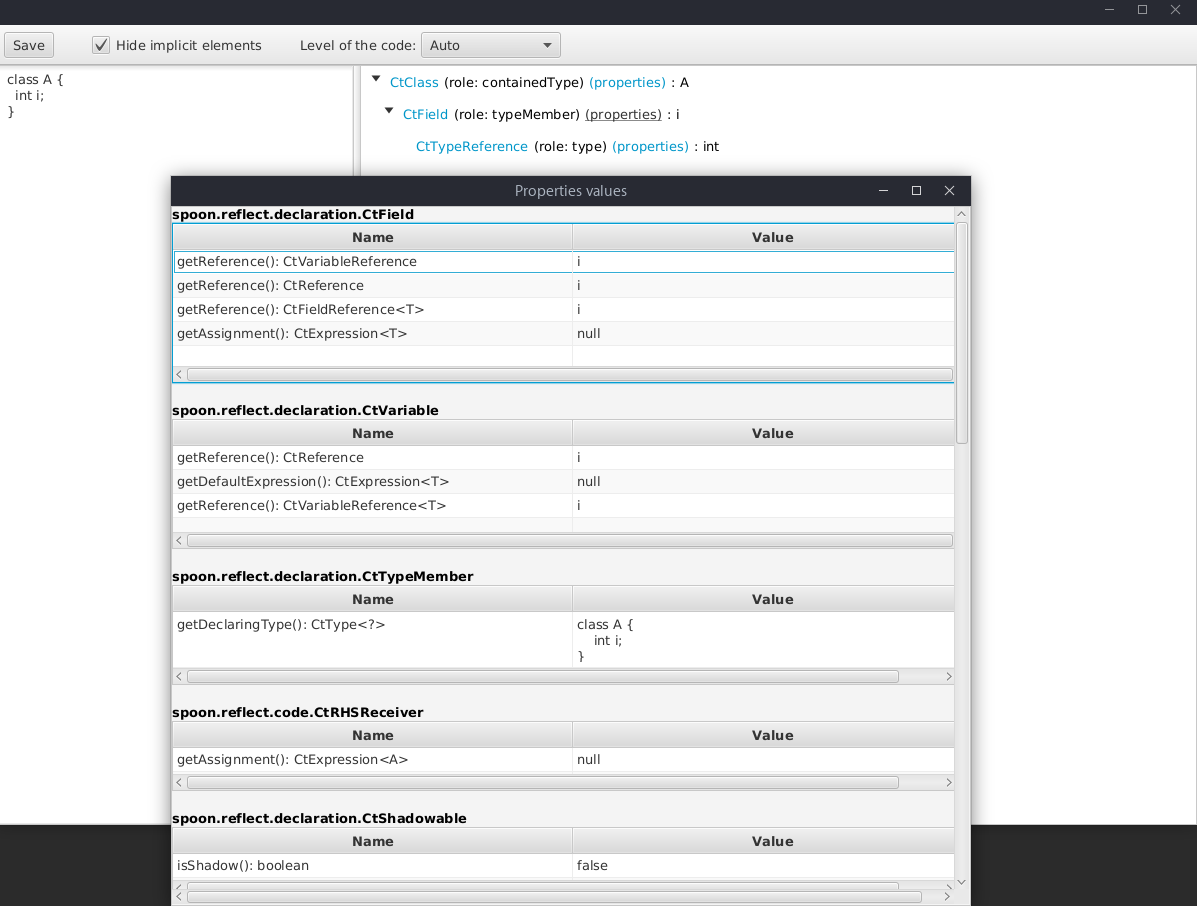 Save
Hide implicit elements
Level of the code: Auto
class A {
int i;
}
CtClass (role: containedType) (properties) : A
CtField (role: typeMember) (properties) : i
CtTypeReference (role: type) (properties) : int
Properties values
spoon.reflect.declaration.CtField
Name Value
getReference(): CtVariableReference i
getReference(): CtReference i
getReference(): CtFieldReference<T> i
getAssignment(): CtExpression<T> null
spoon.reflect.declaration.CtVariable
Name Value
getReference(): CtReference i
getDefaultExpression(): CtExpression<T> null
getReference(): CtVariableReference<T> i
spoon.reflect.declaration.CtTypeMember
Name Value
getDeclaringType(): CtType<?> class A {
int i;
}
spoon.reflect.code.CtRHSReceiver
Name Value
getAssignment(): CtExpression<A> null
spoon.reflect.declaration.CtShadowable
Name Value
isShadow(): boolean false